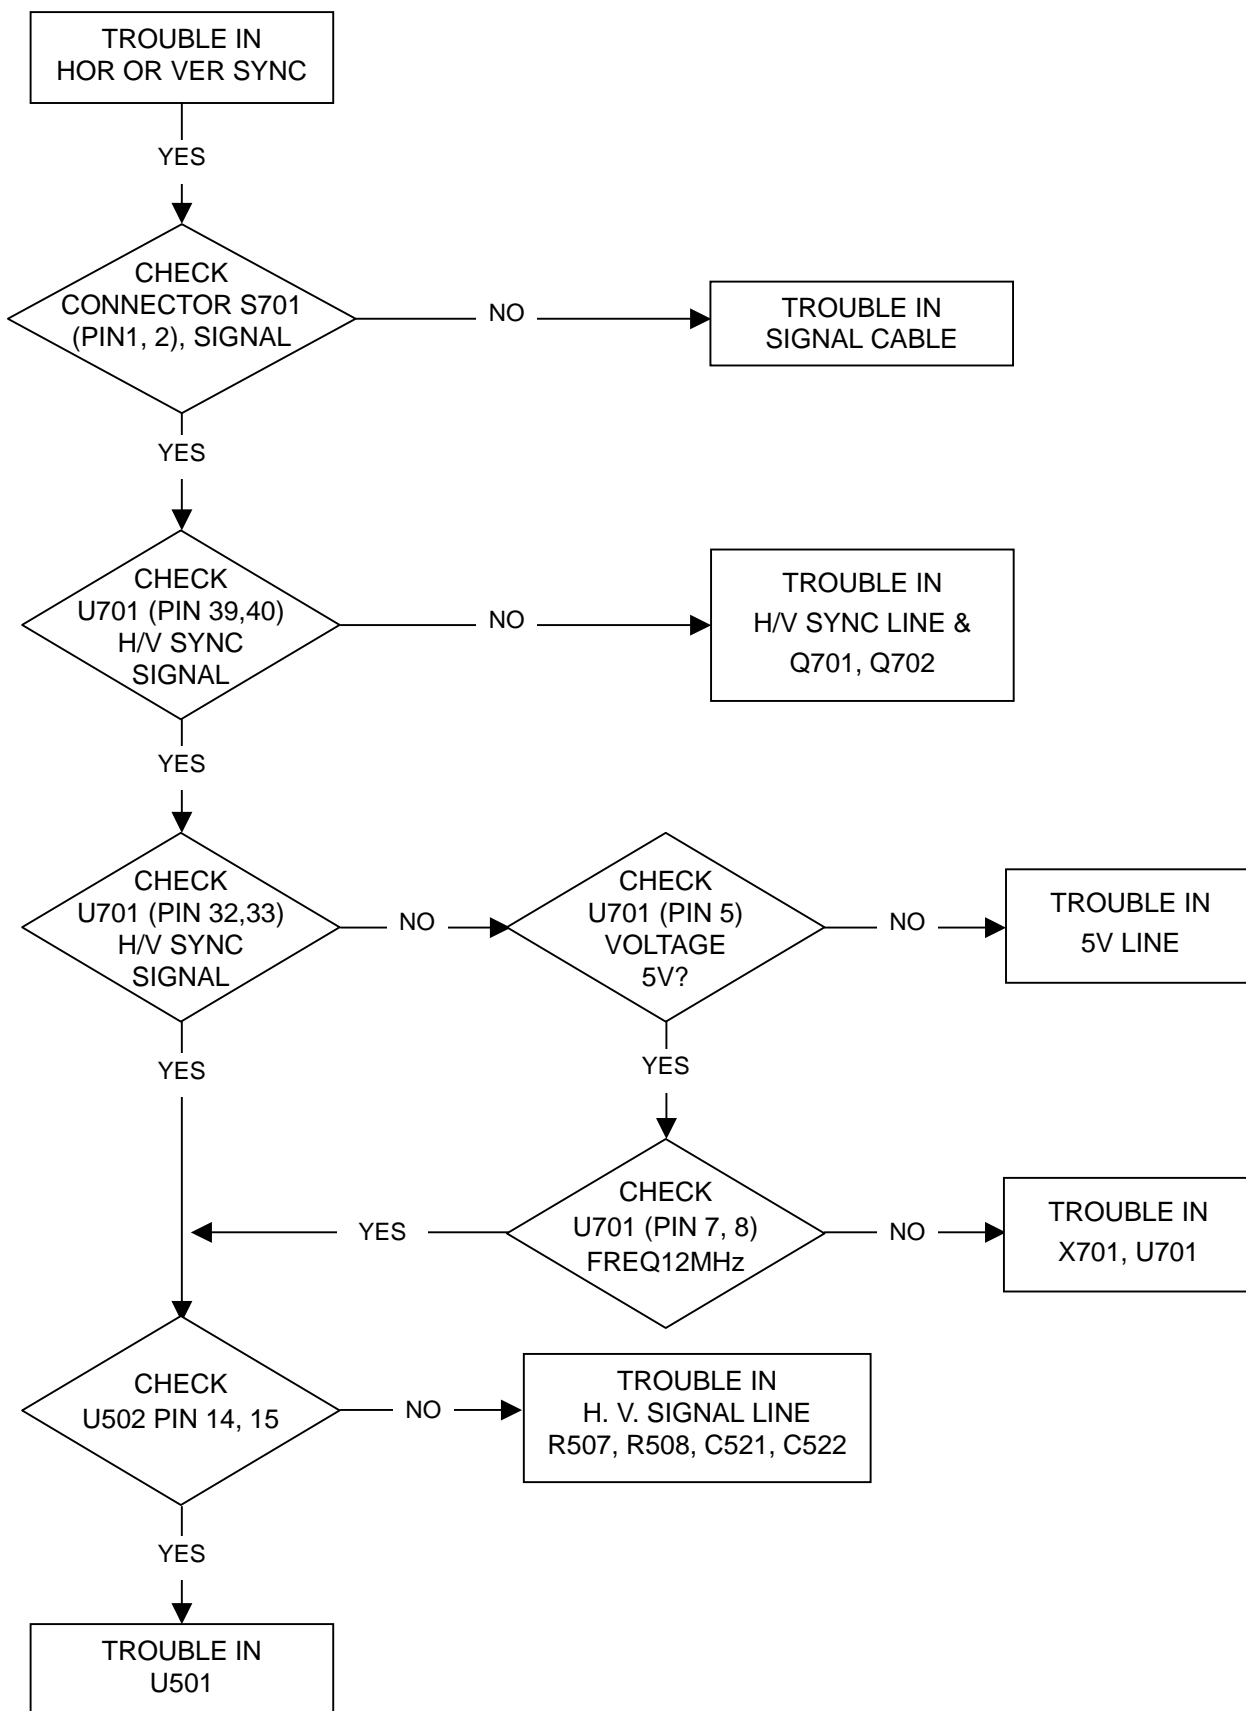 TROUBLE IN
HOR OR VER SYNC
YES
CHECK
CONNECTOR S701
(PIN1, 2), SIGNAL
NO
TROUBLE IN
SIGNAL CABLE
YES
CHECK
U701 (PIN 39,40)
H/V SYNC
SIGNAL
NO
TROUBLE IN
H/V SYNC LINE &
Q701, Q702
YES
CHECK
U701 (PIN 32,33)
H/V SYNC
SIGNAL
NO
CHECK
U701 (PIN 5)
VOLTAGE
5V?
NO
TROUBLE IN
5V LINE
YES
YES
CHECK
U701 (PIN 7, 8)
FREQ12MHz
YES
NO
TROUBLE IN
X701, U701
CHECK
U502 PIN 14, 15
NO
TROUBLE IN
H. V. SIGNAL LINE
R507, R508, C521, C522
YES
TROUBLE IN
U501